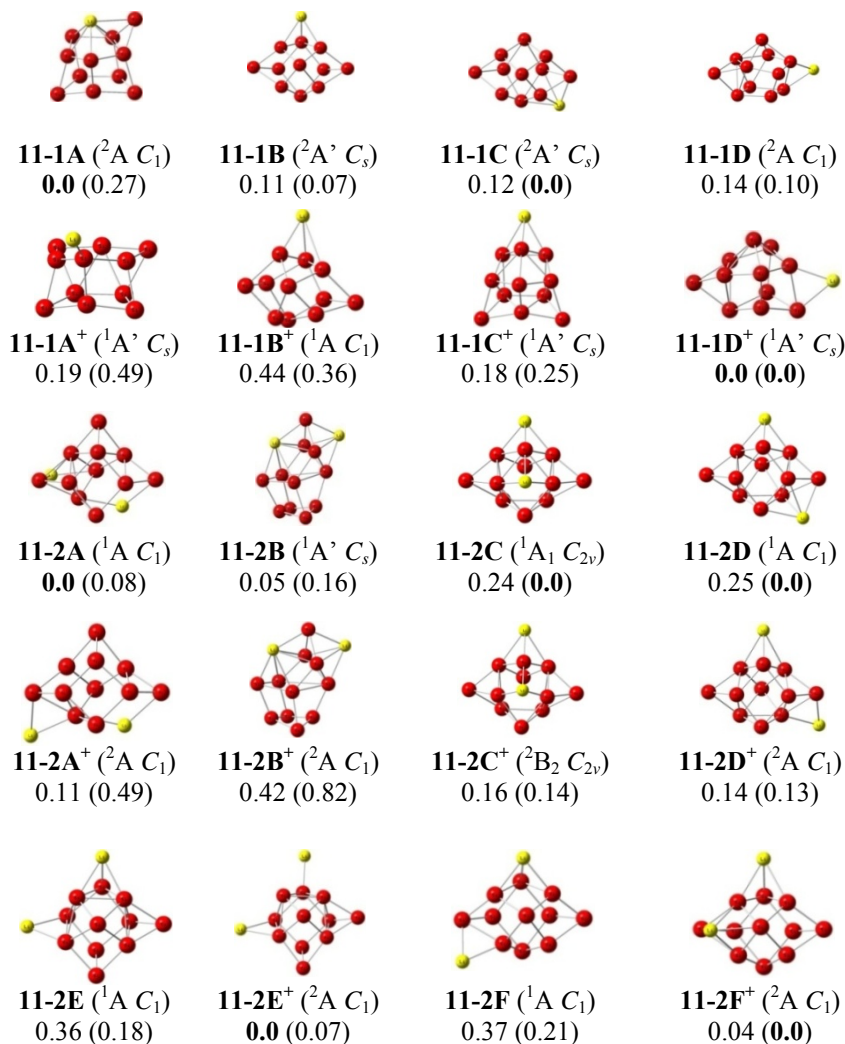 11-1A (²A C₁) 11-1B (²A’ Cₛ) 11-1C (²A’ Cₛ) 11-1D (²A C₁)
0.0 (0.27) 0.11 (0.07) 0.12 (0.0) 0.14 (0.10)
11-1A⁺ (¹A’ Cₛ) 11-1B⁺ (¹A C₁) 11-1C⁺ (¹A’ Cₛ) 11-1D⁺ (¹A’ Cₛ)
0.19 (0.49) 0.44 (0.36) 0.18 (0.25) 0.0 (0.0)
11-2A (¹A C₁) 11-2B (¹A’ Cₛ) 11-2C (¹A₁ C₂ᵥ) 11-2D (¹A C₁)
0.0 (0.08) 0.05 (0.16) 0.24 (0.0) 0.25 (0.0)
11-2A⁺ (²A C₁) 11-2B⁺ (²A C₁) 11-2C⁺ (²B₂ C₂ᵥ) 11-2D⁺ (²A C₁)
0.11 (0.49) 0.42 (0.82) 0.16 (0.14) 0.14 (0.13)
11-2E (¹A C₁) 11-2E⁺ (²A C₁) 11-2F (¹A C₁) 11-2F⁺ (²A C₁)
0.36 (0.18) 0.0 (0.07) 0.37 (0.21) 0.04 (0.0)